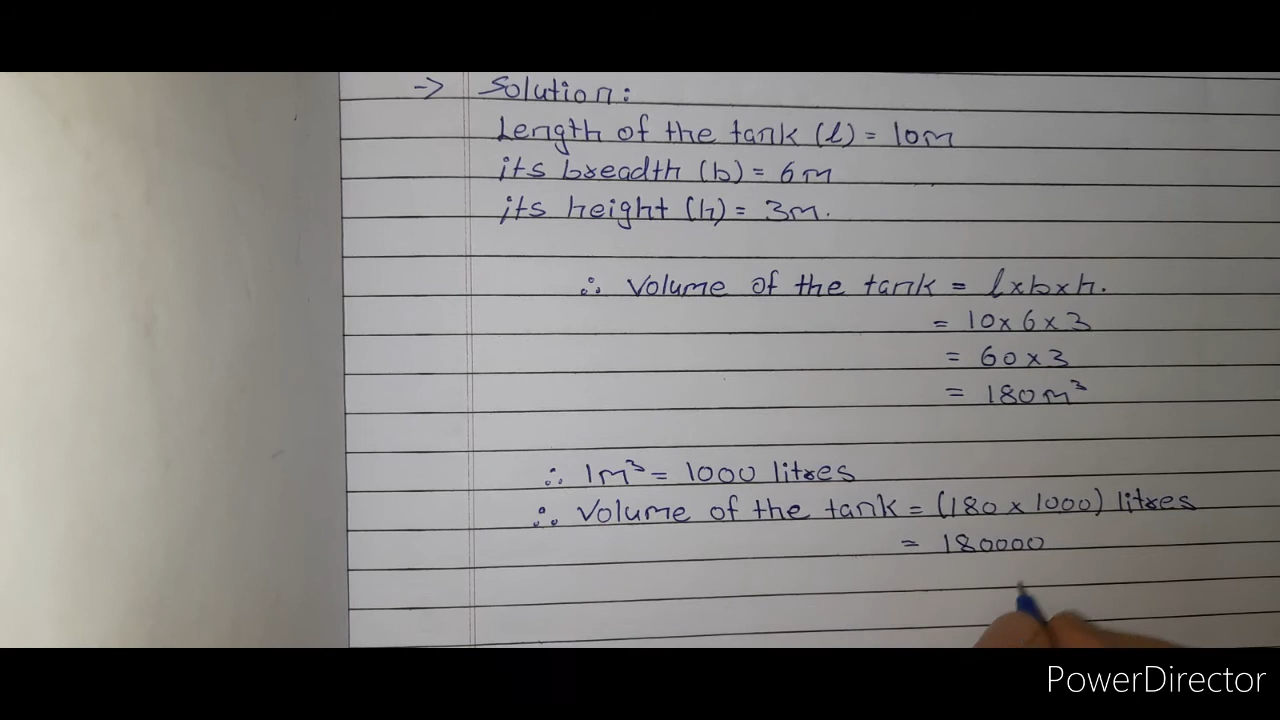 -> Solution:
Length of the tank (l) = 10m
its breadth (b) = 6m
its height (h) = 3m.
∴ Volume of the tank = l×b×h.
= 10×6×3
= 60×3
= 180m³
∴ 1m³ = 1000 litres
∴ Volume of the tank = (180 × 1000) litres
= 180000
PowerDirector